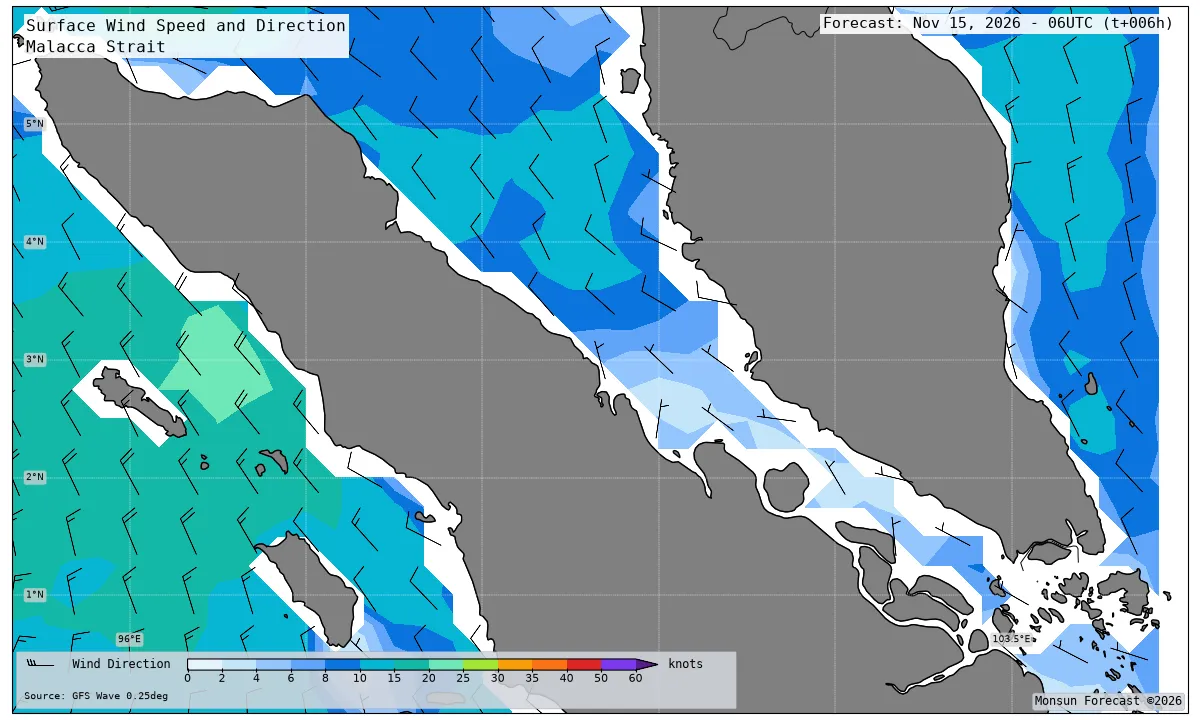 Surface Wind Speed and Direction
Malacca Strait
Forecast: Nov 15, 2026 - 06UTC (t+006h)
5°N
4°N
3°N
2°N
1°N
96°E
103.5°E
Wind Direction
knots
0 2 4 6 8 10 15 20 25 30 35 40 50 60
Source: GFS Wave 0.25deg
Monsun Forecast ©2026